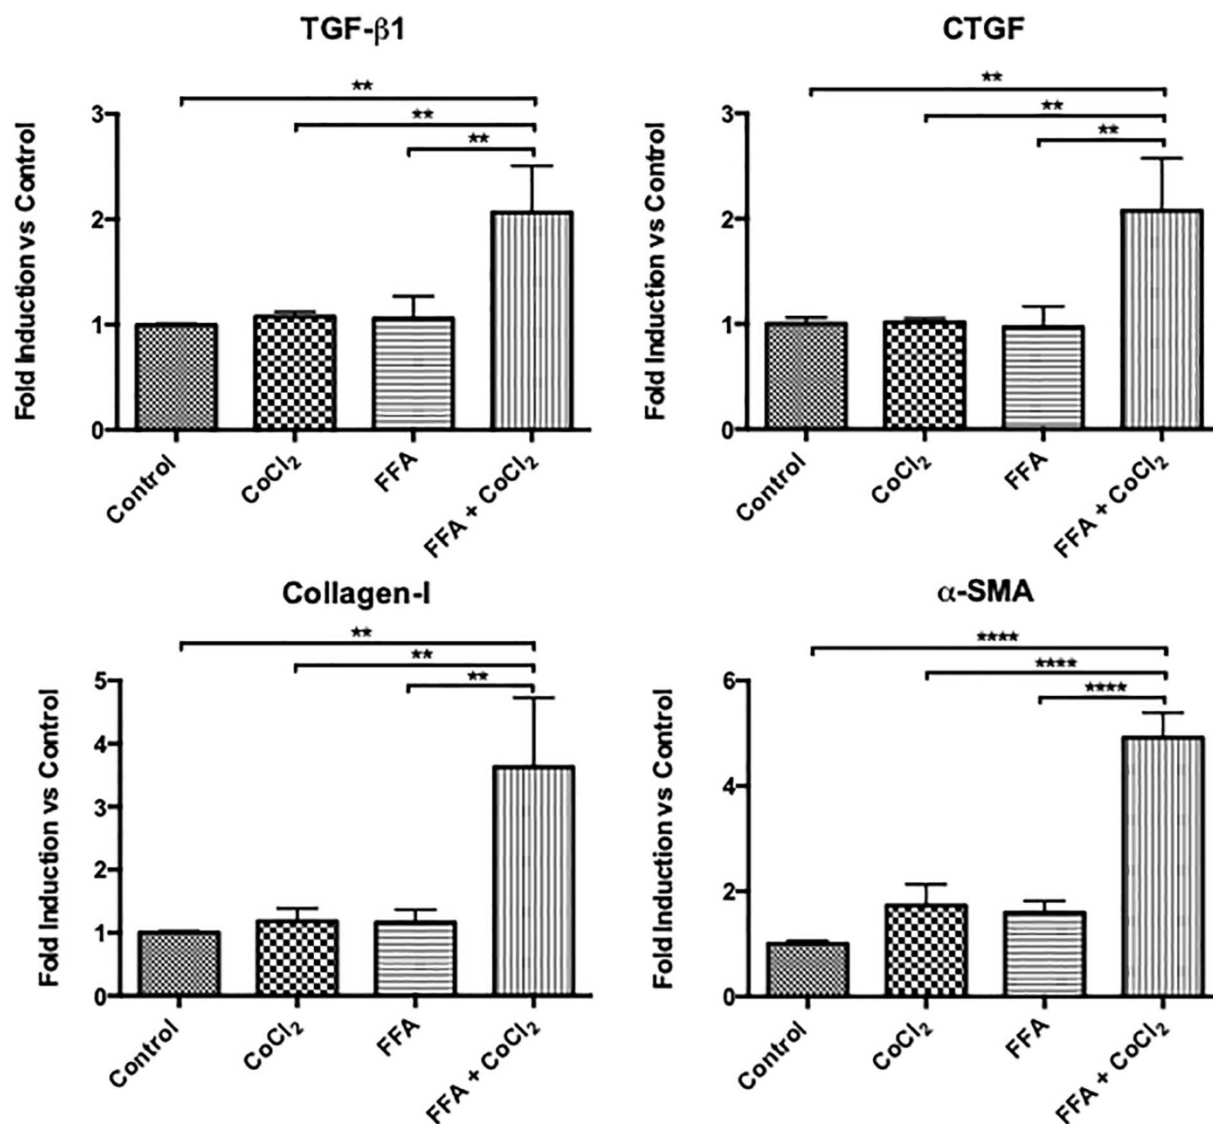 TGF-β1
**
**
**
Fold Induction vs Control
3
2
1
0
Control
CoCl₂
FFA
FFA + CoCl₂
CTGF
**
**
**
Fold Induction vs Control
3
2
1
0
Control
CoCl₂
FFA
FFA + CoCl₂
Collagen-I
**
**
**
Fold Induction vs Control
5
4
3
2
1
0
Control
CoCl₂
FFA
FFA + CoCl₂
α-SMA
****
****
****
Fold Induction vs Control
6
4
2
0
Control
CoCl₂
FFA
FFA + CoCl₂